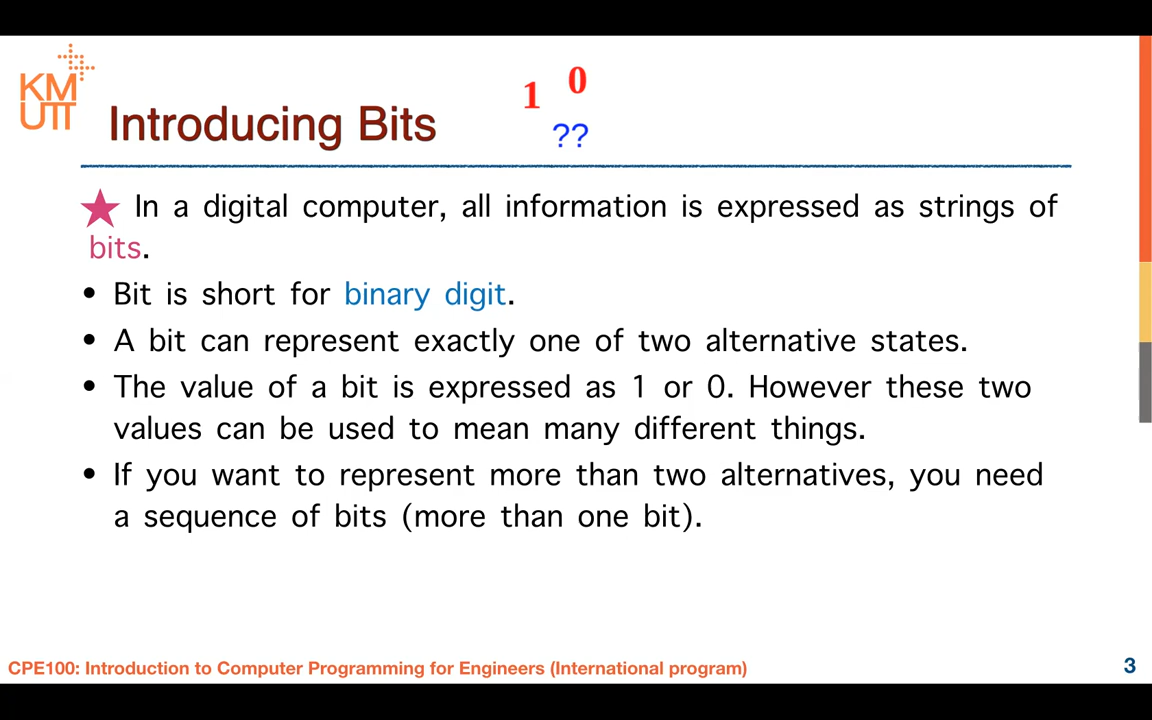 KM
UTT
1 0
??
Introducing Bits
In a digital computer, all information is expressed as strings of
bits.
• Bit is short for binary digit.
• A bit can represent exactly one of two alternative states.
• The value of a bit is expressed as 1 or 0. However these two
values can be used to mean many different things.
• If you want to represent more than two alternatives, you need
a sequence of bits (more than one bit).
CPE100: Introduction to Computer Programming for Engineers (International program)
3